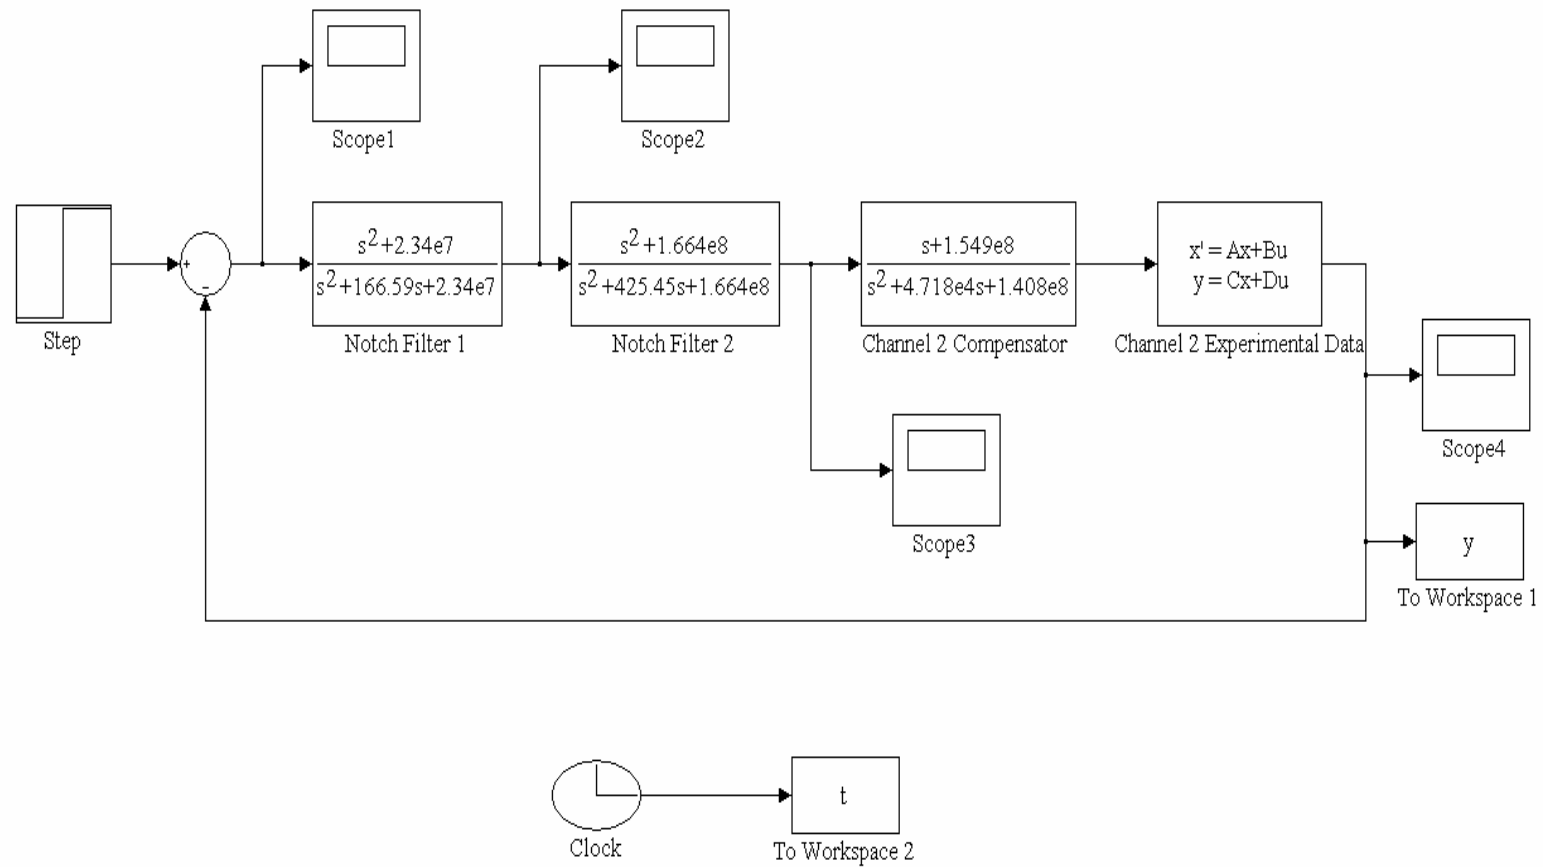 Scope1
Scope2
+
−
s²+2.34e7
s²+166.59s+2.34e7
s²+1.664e8
s²+425.45s+1.664e8
s+1.549e8
s²+4.718e4s+1.408e8
x' = Ax+Bu
y = Cx+Du
Step
Notch Filter 1
Notch Filter 2
Channel 2 Compensator
Channel 2 Experimental Data
Scope4
Scope3
y
To Workspace 1
t
Clock
To Workspace 2